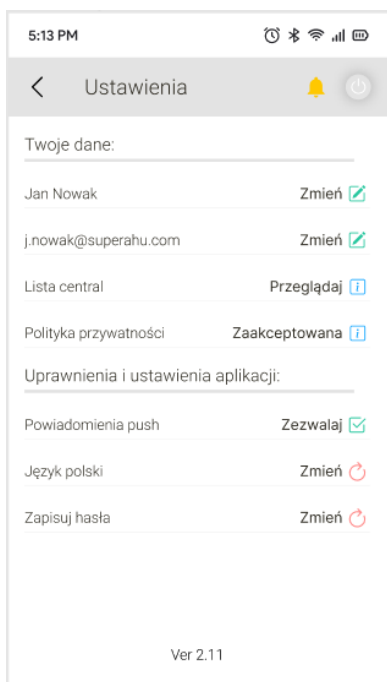 5:13 PM
Ustawienia
Twoje dane:
Jan Nowak Zmień
j.nowak@superahu.com Zmień
Lista central Przeglądaj
Polityka prywatności Zaakceptowana
Uprawnienia i ustawienia aplikacji:
Powiadomienia push Zezwalaj
Język polski Zmień
Zapisuj hasła Zmień
Ver 2.11